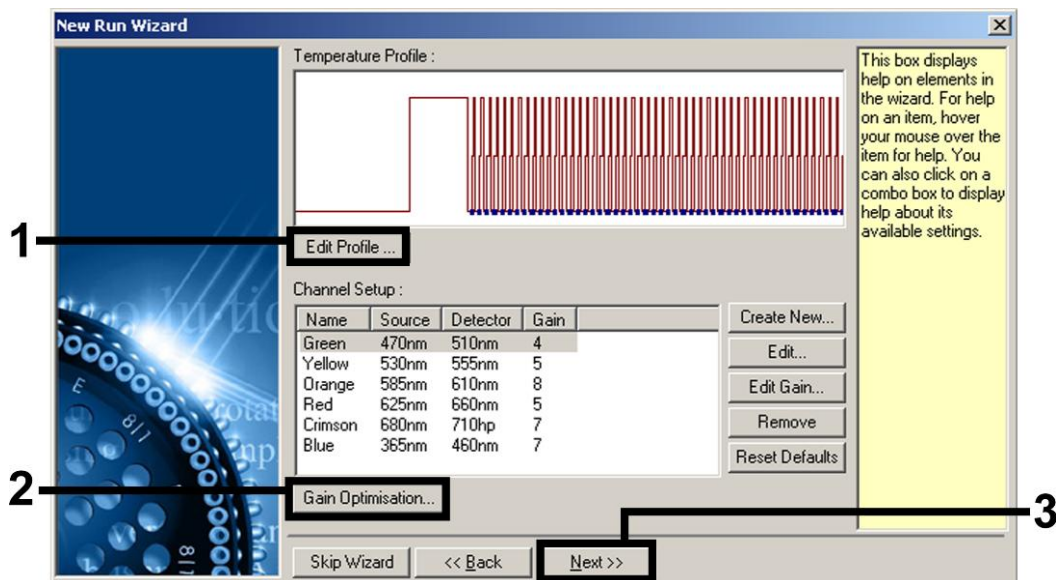 New Run Wizard
Temperature Profile :
1
Edit Profile ...
Channel Setup :
Name Source Detector Gain
Green 470nm 510nm 4
Yellow 530nm 555nm 5
Orange 585nm 610nm 8
Red 625nm 660nm 5
Crimson 680nm 710hp 7
Blue 365nm 460nm 7
Create New...
Edit...
Edit Gain...
Remove
Reset Defaults
2
Gain Optimisation...
3
Skip Wizard
<< Back
Next >>
This box displays
help on elements in
the wizard. For help
on an item, hover
your mouse over the
item for help. You
can also click on a
combo box to display
help about its
available settings.
E
8/1
8